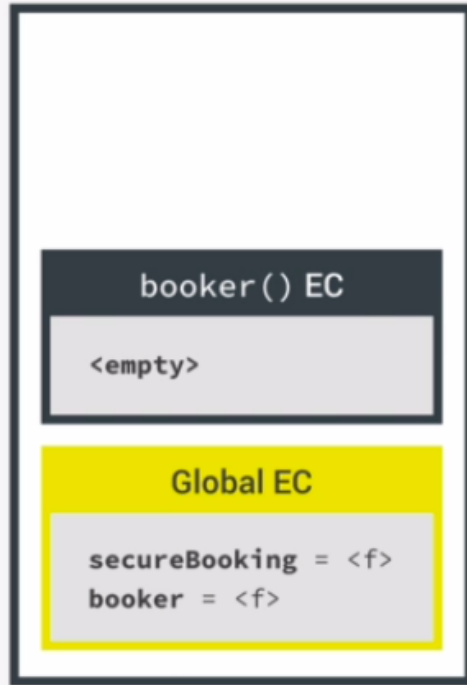 booker() EC
<empty>
Global EC
secureBooking = <f>
booker = <f>